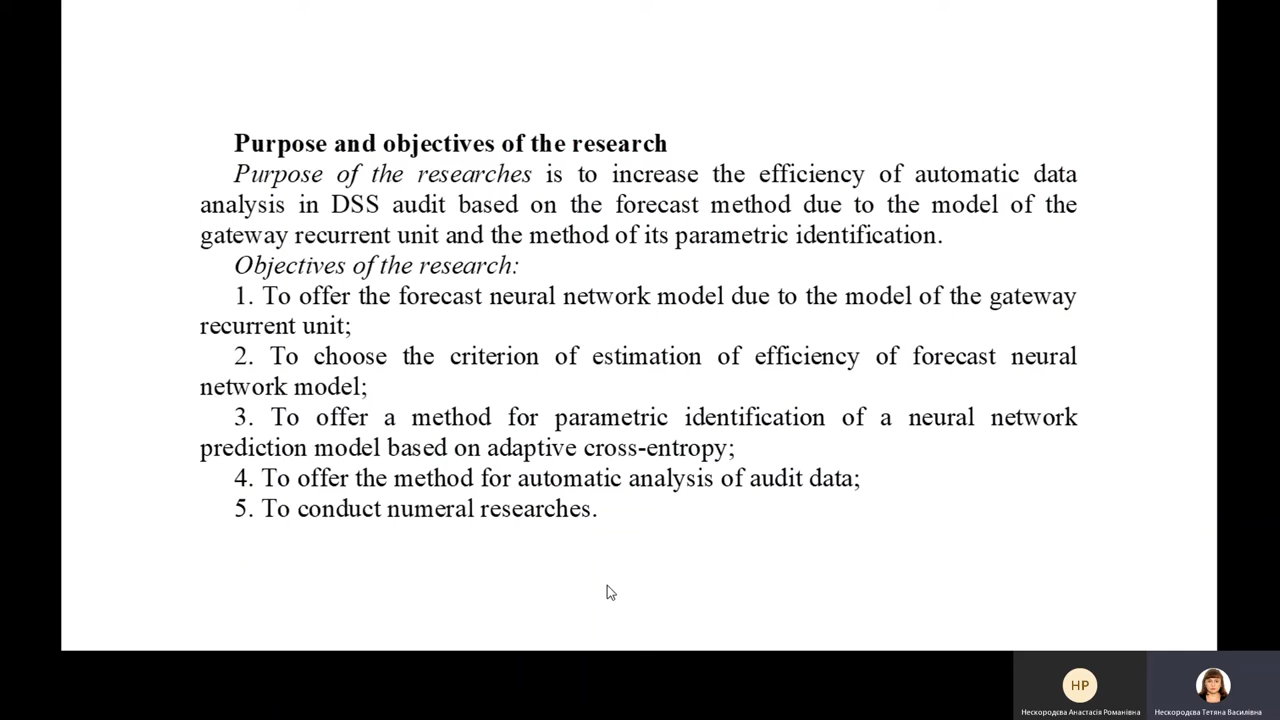 Purpose and objectives of the research
Purpose of the researches is to increase the efficiency of automatic data
analysis in DSS audit based on the forecast method due to the model of the
gateway recurrent unit and the method of its parametric identification.
Objectives of the research:
1. To offer the forecast neural network model due to the model of the gateway
recurrent unit;
2. To choose the criterion of estimation of efficiency of forecast neural
network model;
3. To offer a method for parametric identification of a neural network
prediction model based on adaptive cross-entropy;
4. To offer the method for automatic analysis of audit data;
5. To conduct numeral researches.
НР
Нескородєва Анастасія Романівна
Нескородєва Тетяна Василівна